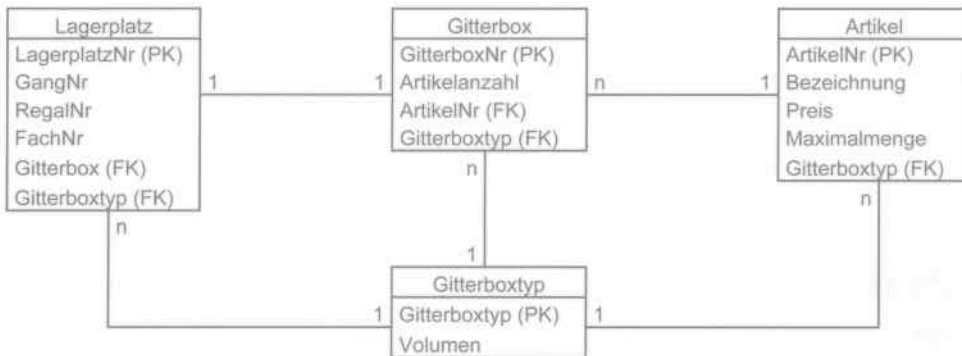 Lagerplatz
LagerplatzNr (PK)
GangNr
RegalNr
FachNr
Gitterbox (FK)
Gitterboxtyp (FK)
1
1
Gitterbox
GitterboxNr (PK)
Artikelanzahl
ArtikelNr (FK)
Gitterboxtyp (FK)
n
1
Artikel
ArtikelNr (PK)
Bezeichnung
Preis
Maximalmenge
Gitterboxtyp (FK)
n
n
n
1
1
1
Gitterboxtyp
Gitterboxtyp (PK)
Volumen